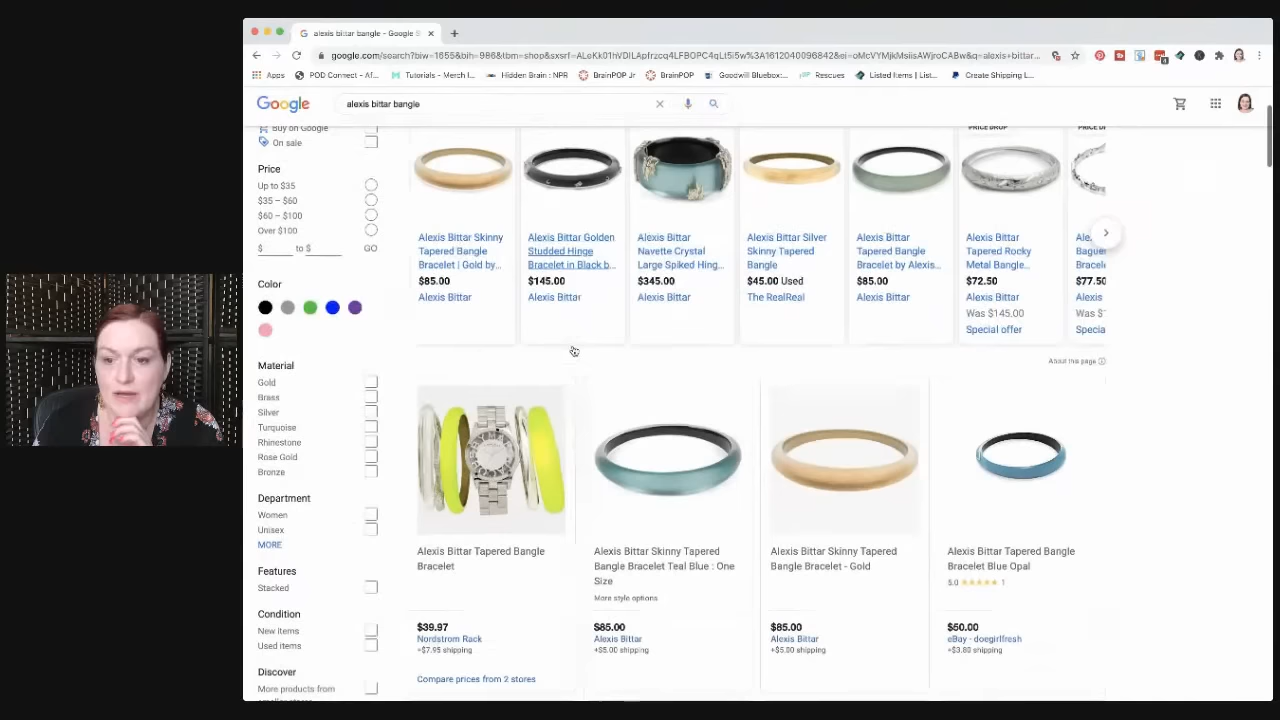 alexis bittar bangle - Google S
Apps
POD Connect - Af...
Tutorials - Merch I...
Hidden Brain : NPR
BrainPOP Jr
BrainPOP
Goodwill Bluebox:...
Rescues
Listed Items | List...
Create Shipping L...
Google
alexis bittar bangle
Buy on Google
On sale
Price
Up to $35
$35 – $60
$60 – $100
Over $100
$ to $ GO
Color
Material
Gold
Brass
Silver
Turquoise
Rhinestone
Rose Gold
Bronze
Department
Women
Unisex
MORE
Features
Stacked
Condition
New items
Used items
Discover
More products from
PRICE DROP
Alexis Bittar Skinny
Tapered Bangle
Bracelet | Gold by...
$85.00
Alexis Bittar
Alexis Bittar Golden
Studded Hinge
Bracelet in Black b...
$145.00
Alexis Bittar
Alexis Bittar
Navette Crystal
Large Spiked Hing...
$345.00
Alexis Bittar
Alexis Bittar Silver
Skinny Tapered
Bangle
$45.00 Used
The RealReal
Alexis Bittar
Tapered Bangle
Bracelet by Alexis...
$85.00
Alexis Bittar
Alexis Bittar
Tapered Rocky
Metal Bangle...
$72.50
Alexis Bittar
Was $145.00
Special offer
$77.50
Alexis
Was $1
Specia
About this page
Alexis Bittar Tapered Bangle
Bracelet
$39.97
Nordstrom Rack
+$7.95 shipping
Compare prices from 2 stores
Alexis Bittar Skinny Tapered
Bangle Bracelet Teal Blue : One
Size
More style options
$85.00
Alexis Bittar
+$5.00 shipping
Alexis Bittar Skinny Tapered
Bangle Bracelet - Gold
$85.00
Alexis Bittar
+$5.00 shipping
Alexis Bittar Tapered Bangle
Bracelet Blue Opal
5.0 ★★★★★ 1
$50.00
eBay - doegirlfresh
+$3.80 shipping